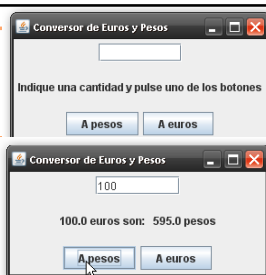 Conversor de Euros y Pesos
Indique una cantidad y pulse uno de los botones
A pesos A euros
Conversor de Euros y Pesos
100
100.0 euros son: 595.0 pesos
A pesos A euros